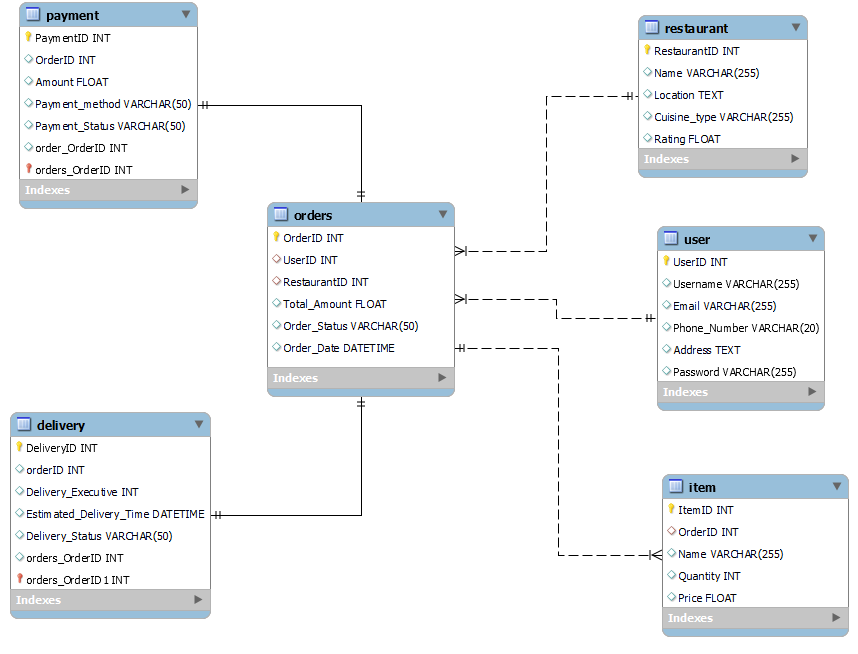 payment
PaymentID INT
OrderID INT
Amount FLOAT
Payment_method VARCHAR(50)
Payment_Status VARCHAR(50)
order_OrderID INT
orders_OrderID INT
Indexes
restaurant
RestaurantID INT
Name VARCHAR(255)
Location TEXT
Cuisine_type VARCHAR(255)
Rating FLOAT
Indexes
orders
OrderID INT
UserID INT
RestaurantID INT
Total_Amount FLOAT
Order_Status VARCHAR(50)
Order_Date DATETIME
Indexes
user
UserID INT
Username VARCHAR(255)
Email VARCHAR(255)
Phone_Number VARCHAR(20)
Address TEXT
Password VARCHAR(255)
Indexes
delivery
DeliveryID INT
orderID INT
Delivery_Executive INT
Estimated_Delivery_Time DATETIME
Delivery_Status VARCHAR(50)
orders_OrderID INT
orders_OrderID1 INT
Indexes
item
ItemID INT
OrderID INT
Name VARCHAR(255)
Quantity INT
Price FLOAT
Indexes